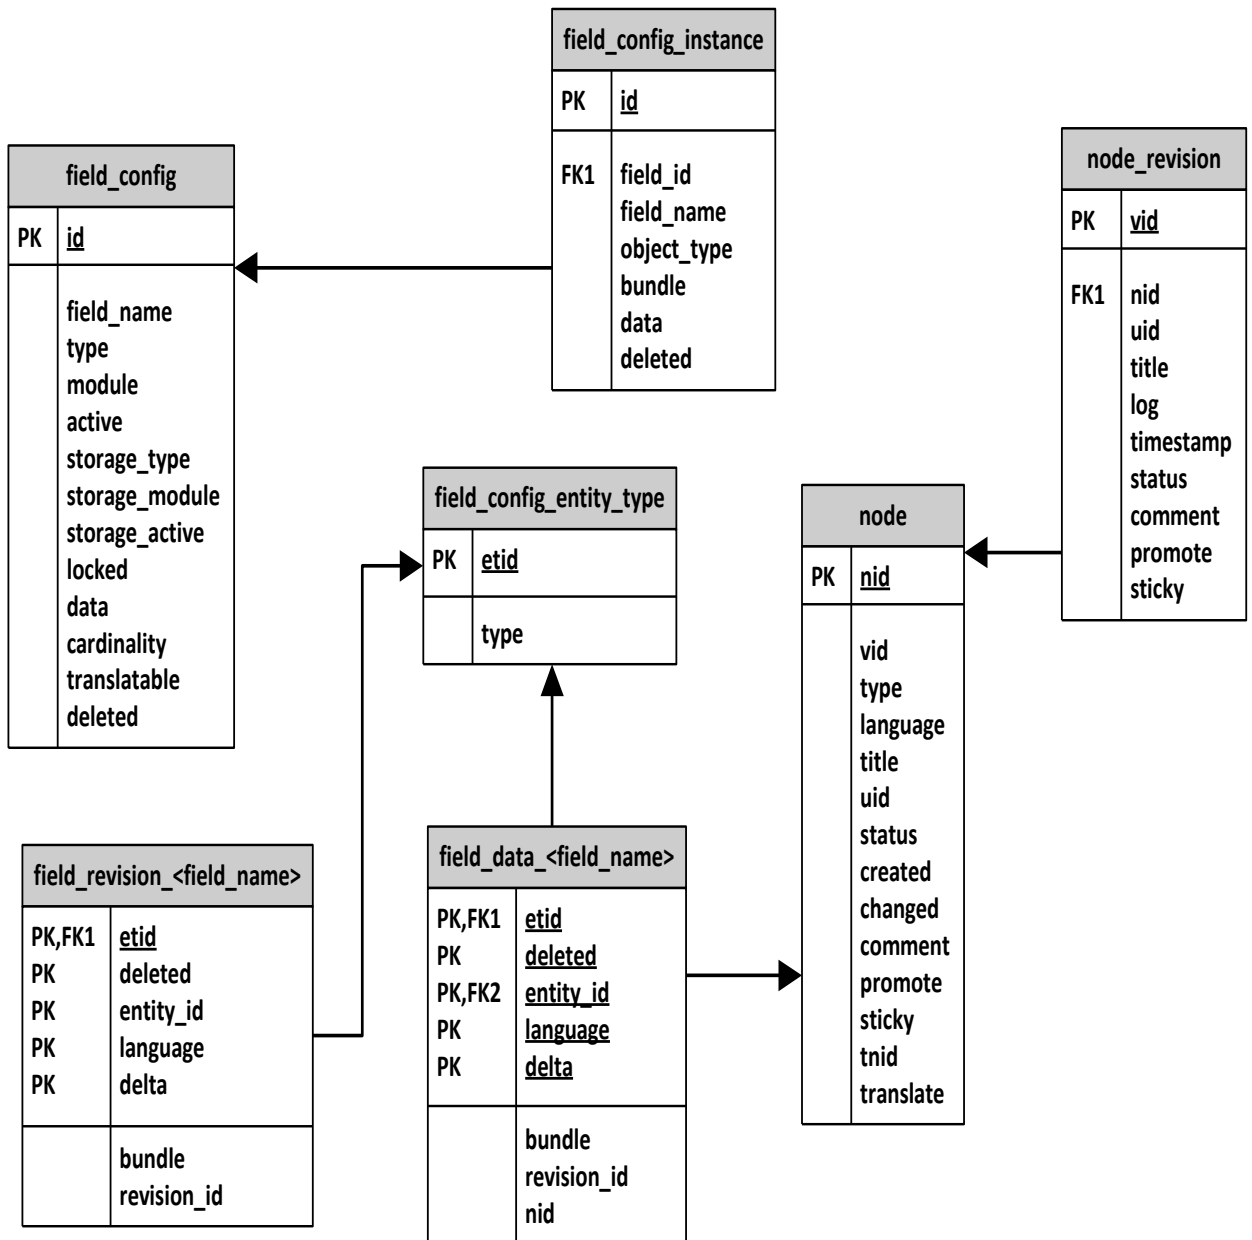 field_config_instance
PK id
FK1 field_id
field_name
object_type
bundle
data
deleted
node_revision
PK vid
FK1 nid
uid
title
log
timestamp
status
comment
promote
sticky
field_config
PK id
field_name
type
module
active
storage_type
storage_module
storage_active
locked
data
cardinality
translatable
deleted
field_config_entity_type
PK etid
type
node
PK nid
vid
type
language
title
uid
status
created
changed
comment
promote
sticky
tnid
translate
field_revision_<field_name>
PK,FK1 etid
PK deleted
PK entity_id
PK language
PK delta
bundle
revision_id
field_data_<field_name>
PK,FK1 etid
PK deleted
PK,FK2 entity_id
PK language
PK delta
bundle
revision_id
nid